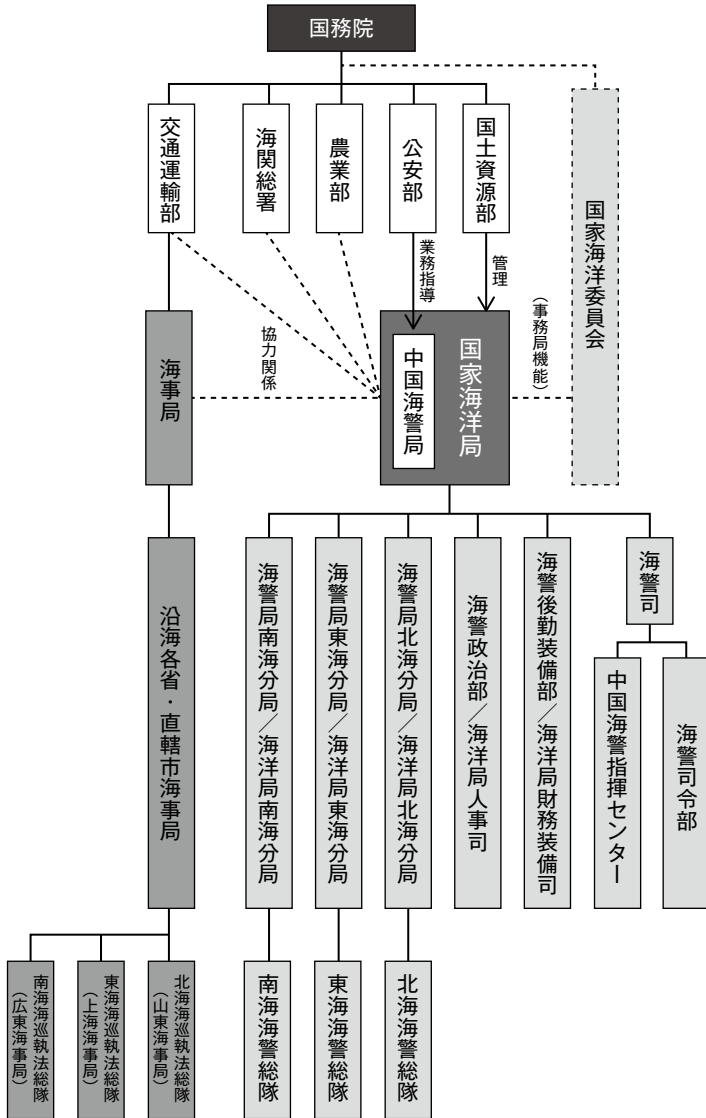 国務院
交通運輸部
海関総署
農業部
公安部
国土資源部
国家海洋委員会
業務指導
管理
(事務局機能)
協力関係
海事局
中国海警局
国家海洋局
沿海各省・直轄市海事局
海警局南海分局/海洋局南海分局
海警局東海分局/海洋局東海分局
海警局北海分局/海洋局北海分局
海警政治部/海洋局人事司
海警後勤装備部/海洋局財務装備司
海警司
中国海警指揮センター
海警司令部
南海海巡執法総隊
(広東海事局)
東海海巡執法総隊
(上海海事局)
北海海巡執法総隊
(山東海事局)
南海海警総隊
東海海警総隊
北海海警総隊